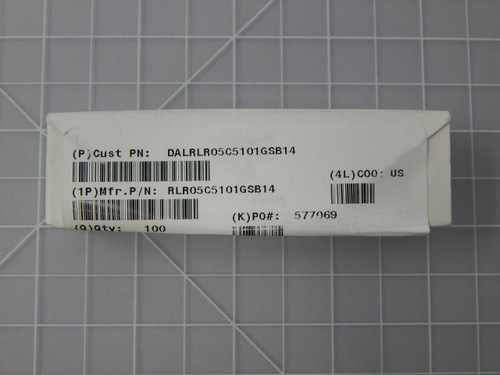 (P)Cust PN: DALRLR05C5101GSB14
(4L)COO: US
(1P)Mfr.P/N: RLR05C5101GSB14
(K)PO#: 577069
(Q)Qty: 100